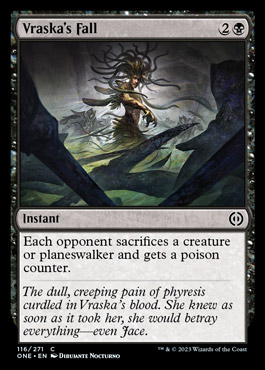 Vraska's Fall
2
Instant
Each opponent sacrifices a creature
or planeswalker and gets a poison
counter.
The dull, creeping pain of phyresis
curdled in Vraska's blood. She knew as
soon as it took her, she would betray
everything—even Jace.
116/271 C
ONE • EN DIBUANTE NOCTURNO
™ & © 2023 Wizards of the Coast